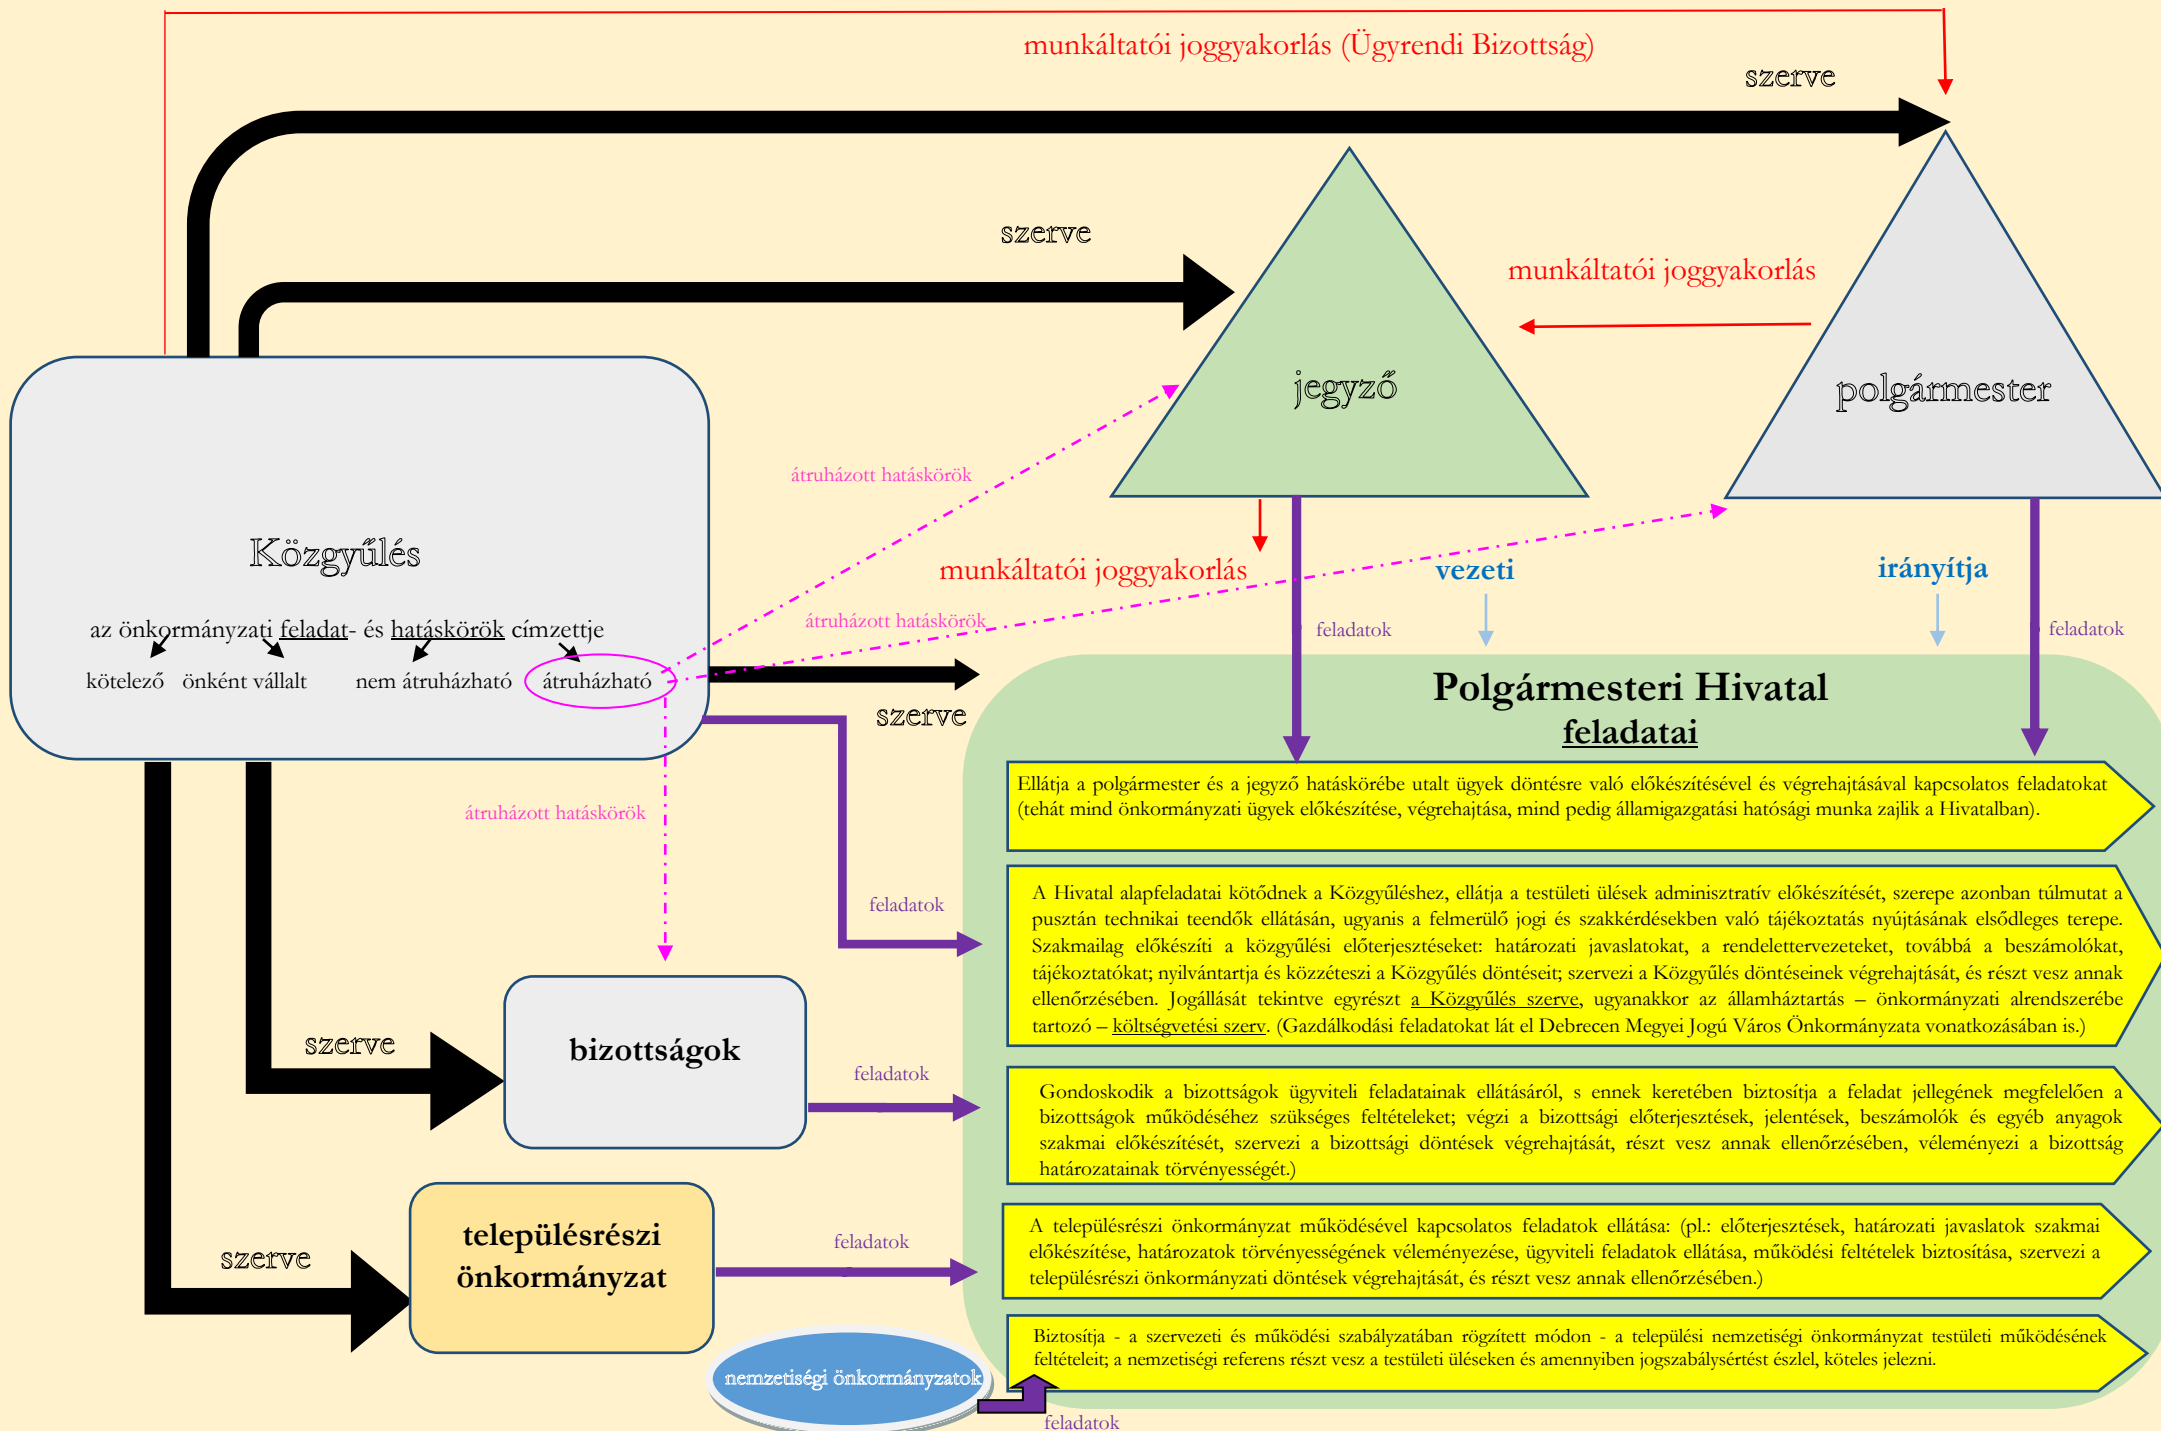 munkáltatói joggyakorlás (Ügyrendi Bizottság)
szerve
szerve
munkáltatói joggyakorlás
jegyző
polgármester
átruházott hatáskörök
Közgyűlés
az önkormányzati feladat- és hatáskörök címzettje
kötelező önként vállalt nem átruházható átruházható
munkáltatói joggyakorlás
vezeti
irányítja
átruházott hatáskörök
feladatok
feladatok
szerve
Polgármesteri Hivatal
feladatai
Ellátja a polgármester és a jegyző hatáskörébe utalt ügyek döntésre való előkészítésével és végrehajtásával kapcsolatos feladatokat
(tehát mind önkormányzati ügyek előkészítése, végrehajtása, mind pedig államigazgatási hatósági munka zajlik a Hivatalban).
átruházott hatáskörök
feladatok
A Hivatal alapfeladatai kötődnek a Közgyűléshez, ellátja a testületi ülések adminisztratív előkészítését, szerepe azonban túlmutat a
pusztán technikai teendők ellátásán, ugyanis a felmerülő jogi és szakkérdésekben való tájékoztatás nyújtásának elsődleges terepe.
Szakmailag előkészíti a közgyűlési előterjesztéseket: határozati javaslatokat, a rendelettervezeteket, továbbá a beszámolókat,
tájékoztatókat; nyilvántartja és közzéteszi a Közgyűlés döntéseit; szervezi a Közgyűlés döntéseinek végrehajtását, és részt vesz annak
ellenőrzésében. Jogállását tekintve egyrészt a Közgyűlés szerve, ugyanakkor az államháztartás – önkormányzati alrendszerébe
tartozó – költségvetési szerv. (Gazdálkodási feladatokat lát el Debrecen Megyei Jogú Város Önkormányzata vonatkozásában is.)
szerve
bizottságok
feladatok
Gondoskodik a bizottságok ügyviteli feladatainak ellátásáról, s ennek keretében biztosítja a feladat jellegének megfelelően a
bizottságok működéséhez szükséges feltételeket; végzi a bizottsági előterjesztések, jelentések, beszámolók és egyéb anyagok
szakmai előkészítését, szervezi a bizottsági döntések végrehajtását, részt vesz annak ellenőrzésében, véleményezi a bizottság
határozatainak törvényességét.)
szerve
településrészi
önkormányzat
feladatok
A településrészi önkormányzat működésével kapcsolatos feladatok ellátása: (pl.: előterjesztések, határozati javaslatok szakmai
előkészítése, határozatok törvényességének véleményezése, ügyviteli feladatok ellátása, működési feltételek biztosítása, szervezi a
településrészi önkormányzati döntések végrehajtását, és részt vesz annak ellenőrzésében.)
nemzetiségi önkormányzatok
Biztosítja - a szervezeti és működési szabályzatában rögzített módon - a települési nemzetiségi önkormányzat testületi működésének
feltételeit; a nemzetiségi referens részt vesz a testületi üléseken és amennyiben jogszabálysértést észlel, köteles jelezni.
feladatok